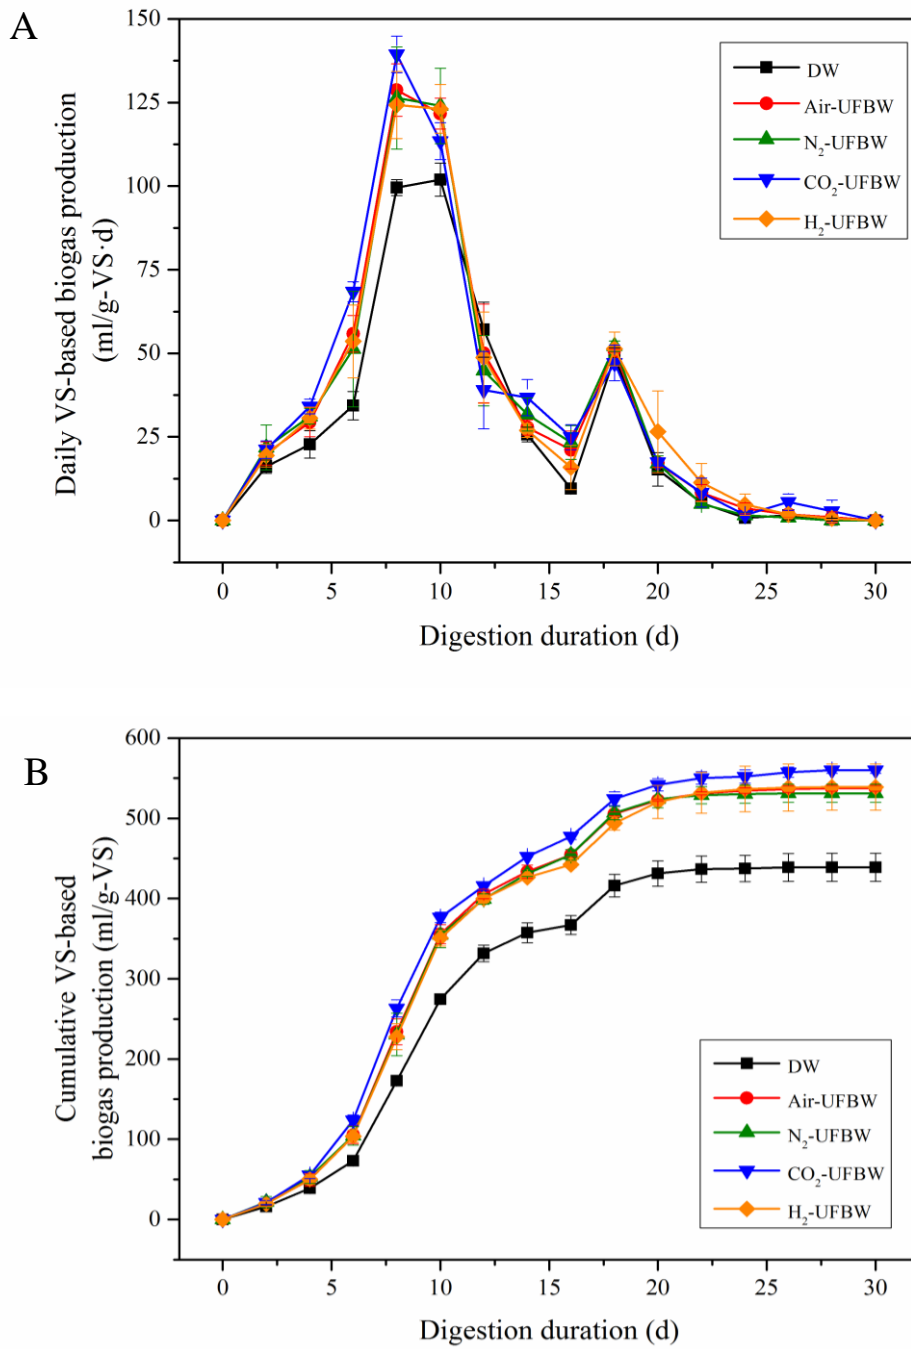 A
Daily VS-based biogas production
(ml/g-VS·d)
150
125
100
75
50
25
0
DW
Air-UFBW
N₂-UFBW
CO₂-UFBW
H₂-UFBW
0 5 10 15 20 25 30
Digestion duration (d)
B
Cumulative VS-based
biogas production (ml/g-VS)
600
500
400
300
200
100
0
DW
Air-UFBW
N₂-UFBW
CO₂-UFBW
H₂-UFBW
0 5 10 15 20 25 30
Digestion duration (d)